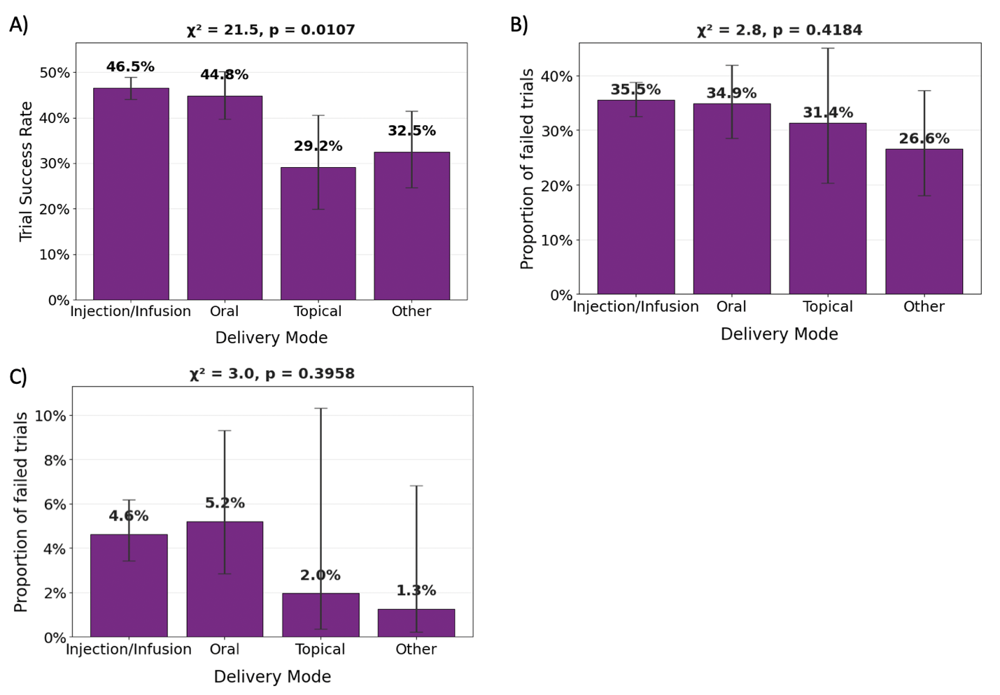 A)
χ² = 21.5, p = 0.0107
Trial Success Rate
50%
40%
30%
20%
10%
0%
46.5%
44.8%
29.2%
32.5%
Injection/Infusion Oral Topical Other
Delivery Mode
B)
χ² = 2.8, p = 0.4184
Proportion of failed trials
40%
30%
20%
10%
0%
35.5%
34.9%
31.4%
26.6%
Injection/Infusion Oral Topical Other
Delivery Mode
C)
χ² = 3.0, p = 0.3958
Proportion of failed trials
10%
8%
6%
4%
2%
0%
4.6%
5.2%
2.0%
1.3%
Injection/Infusion Oral Topical Other
Delivery Mode